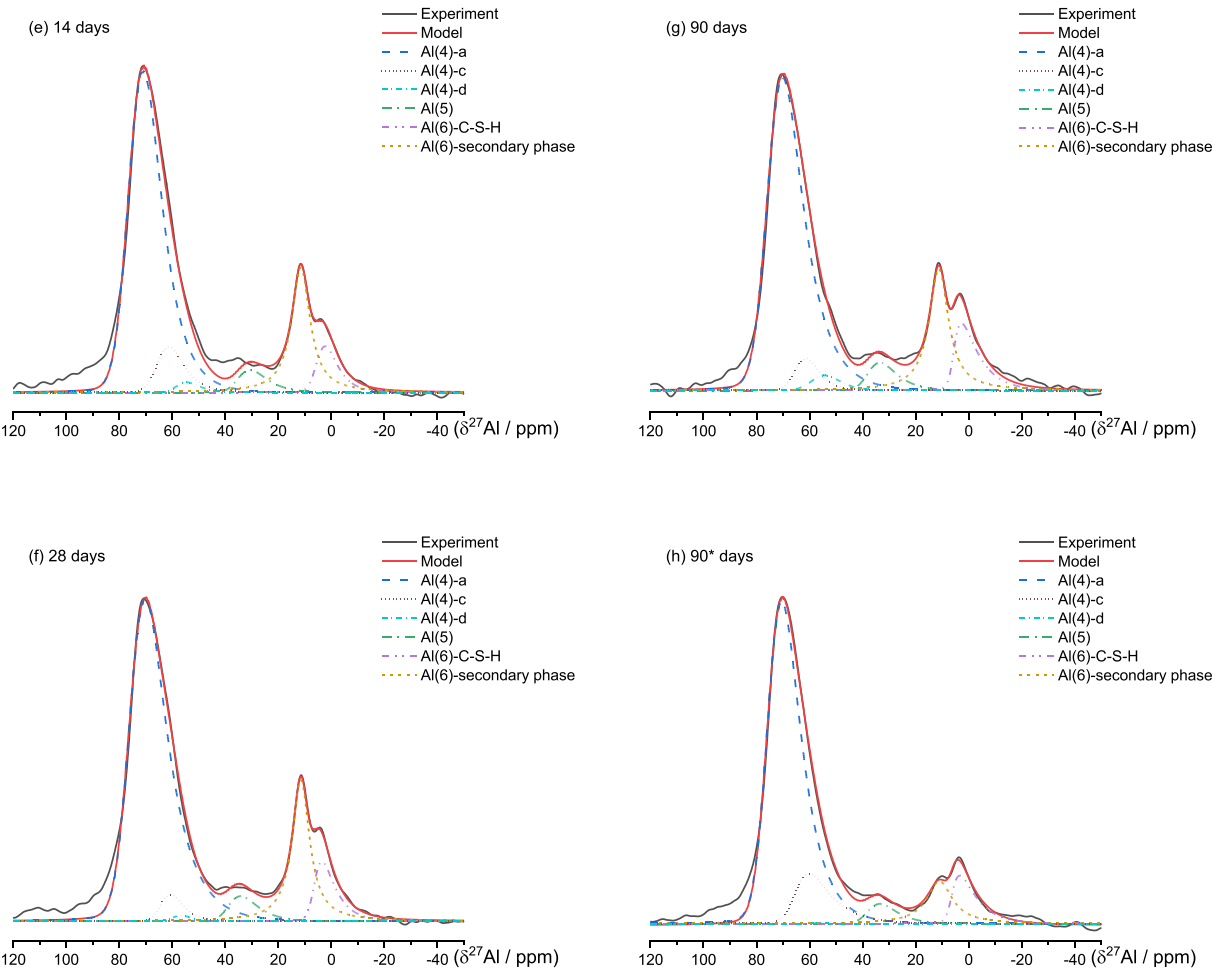 (e) 14 days
Experiment
Model
Al(4)-a
Al(4)-c
Al(4)-d
Al(5)
Al(6)-C-S-H
Al(6)-secondary phase
120 100 80 60 40 20 0 -20 -40 (δ²⁷Al / ppm)
(g) 90 days
Experiment
Model
Al(4)-a
Al(4)-c
Al(4)-d
Al(5)
Al(6)-C-S-H
Al(6)-secondary phase
120 100 80 60 40 20 0 -20 -40 (δ²⁷Al / ppm)
(f) 28 days
Experiment
Model
Al(4)-a
Al(4)-c
Al(4)-d
Al(5)
Al(6)-C-S-H
Al(6)-secondary phase
120 100 80 60 40 20 0 -20 -40 (δ²⁷Al / ppm)
(h) 90* days
Experiment
Model
Al(4)-a
Al(4)-c
Al(4)-d
Al(5)
Al(6)-C-S-H
Al(6)-secondary phase
120 100 80 60 40 20 0 -20 -40 (δ²⁷Al / ppm)